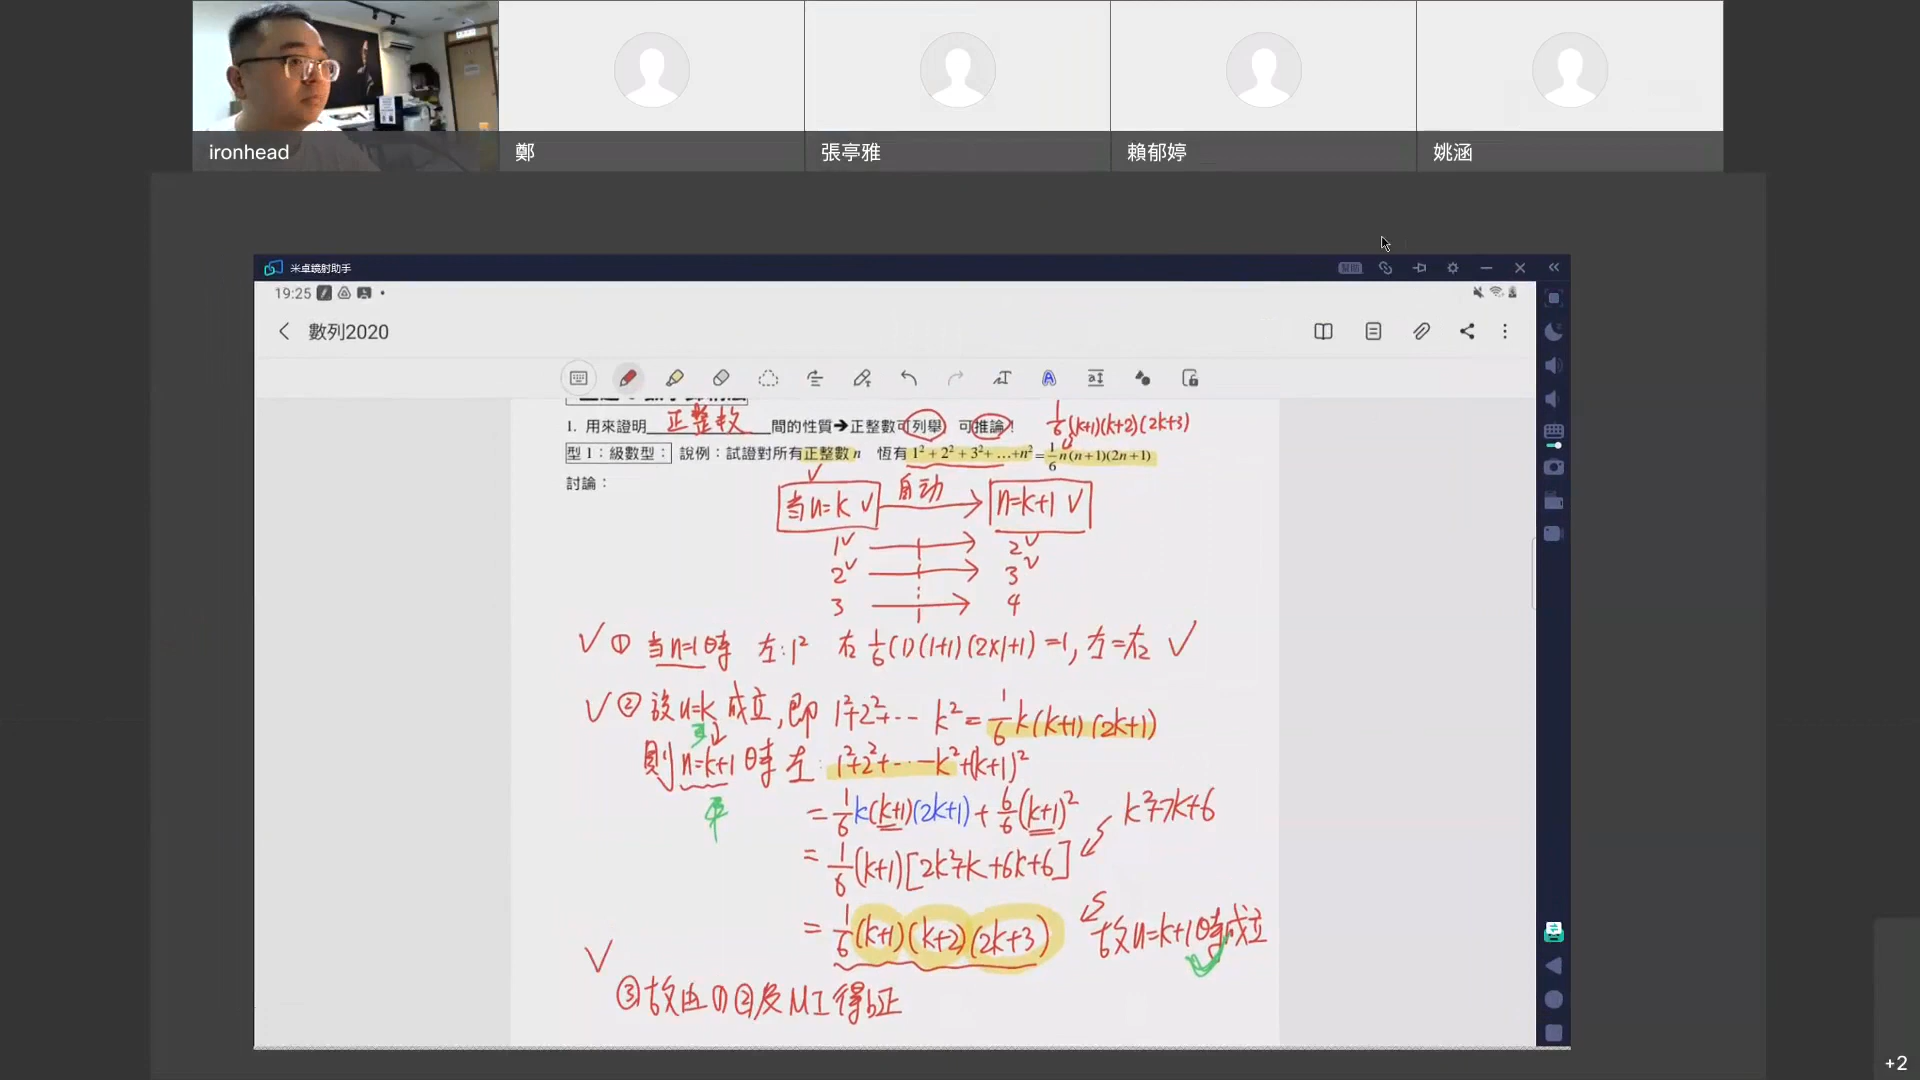 ironhead
鄭
張亭雅
賴郁婷
姚涵
米卓鏡射助手
19:25
數列2020
1. 用來證明 正整數 間的性質➔正整數可列舉 可推論!
1/6(k+1)(k+2)(2k+3)
型1:級數型: 說例:試證對所有正整數 n 恆有 1²+2²+3²+…+n²=1/6 n(n+1)(2n+1)
討論:
当n=k √ 自动 n=k+1 √
1 √ → 2 √
2 √ → 3 √
3 → 4
√ ① 当n=1時 左:1² 右 1/6(1)(1+1)(2×1+1)=1, 左=右 √
√ ② 設n=k成立,即 1²+2²+… k²=1/6k(k+1)(2k+1)
則n=k+1時 左: 1²+2²+…k²+(k+1)²
=1/6k(k+1)(2k+1)+6/6(k+1)²
k²+7k+6
=1/6(k+1)[2k²+k+6k+6]
=1/6(k+1)(k+2)(2k+3)
故n=k+1時成立
√
③故由①②及MI得証
+2